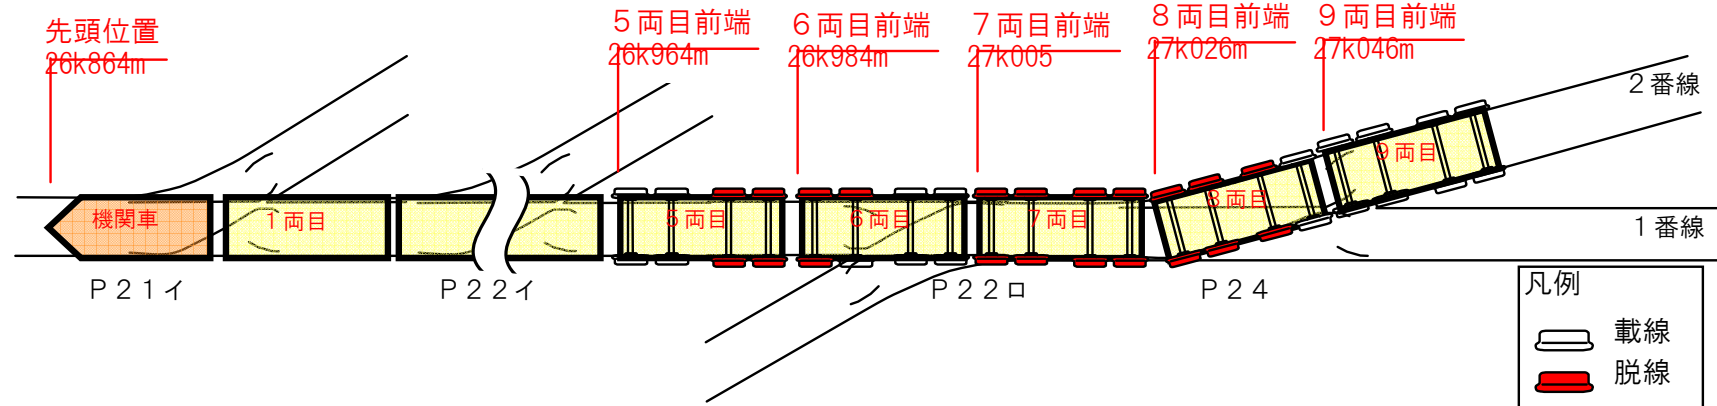 先頭位置
26k864m
５両目前端
26k964m
６両目前端
26k984m
７両目前端
27k005
８両目前端
27k026m
９両目前端
27k046m
２番線
１番線
機関車
１両目
５両目
６両目
７両目
８両目
９両目
Ｐ２１イ
Ｐ２２イ
Ｐ２２ロ
Ｐ２４
凡例
載線
脱線